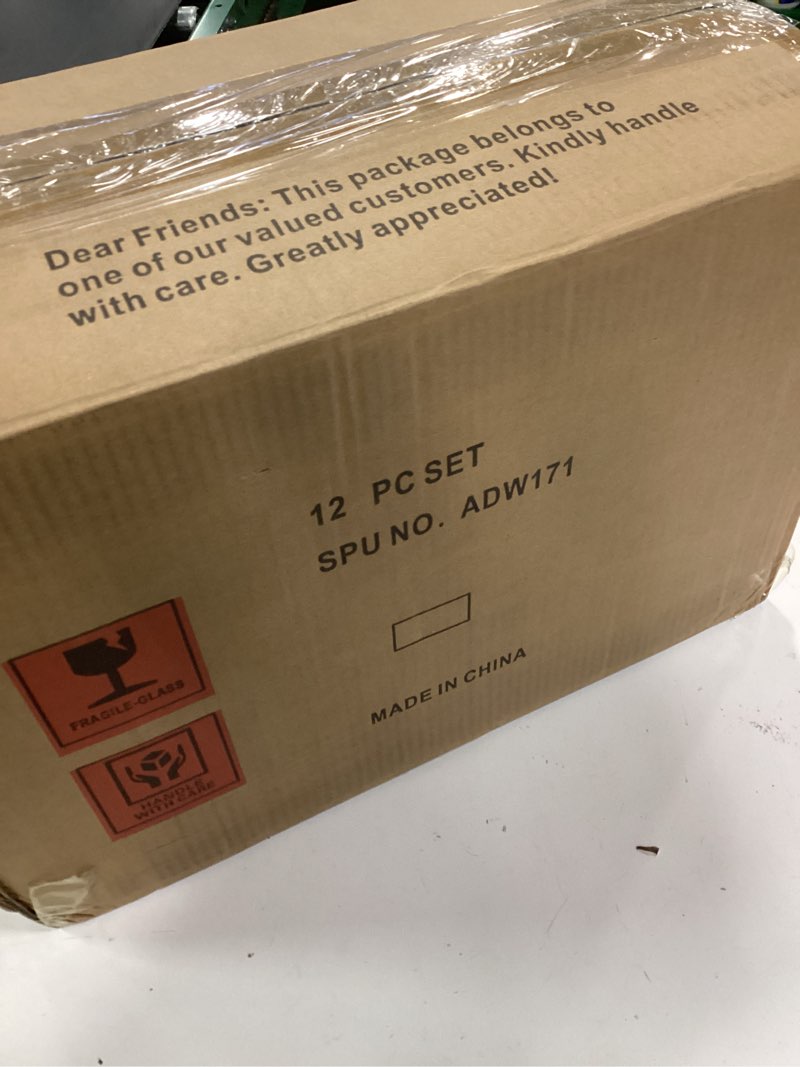 Dear Friends: This package belongs to
one of our valued customers. Kindly handle
with care. Greatly appreciated!
12 PC SET
SPU NO. ADW171
MADE IN CHINA
FRAGILE-GLASS
HANDLE
WITH CARE